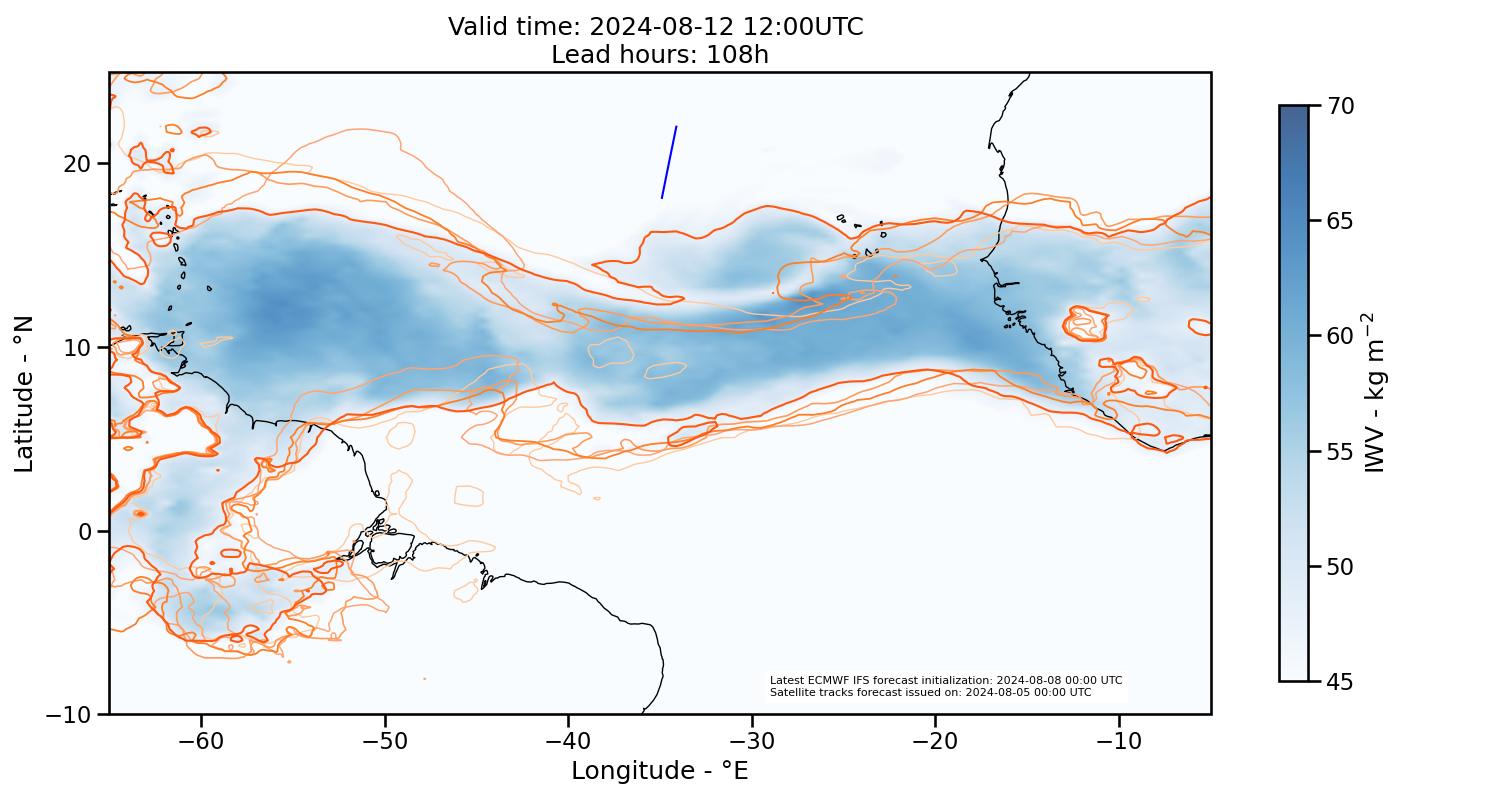 Valid time: 2024-08-12 12:00UTC
Lead hours: 108h
Latitude - °N
20
10
0
−10
−60
−50
−40
−30
−20
−10
Longitude - °E
Latest ECMWF IFS forecast initialization: 2024-08-08 00:00 UTC
Satellite tracks forecast issued on: 2024-08-05 00:00 UTC
70
65
60
55
50
45
IWV - kg m⁻²